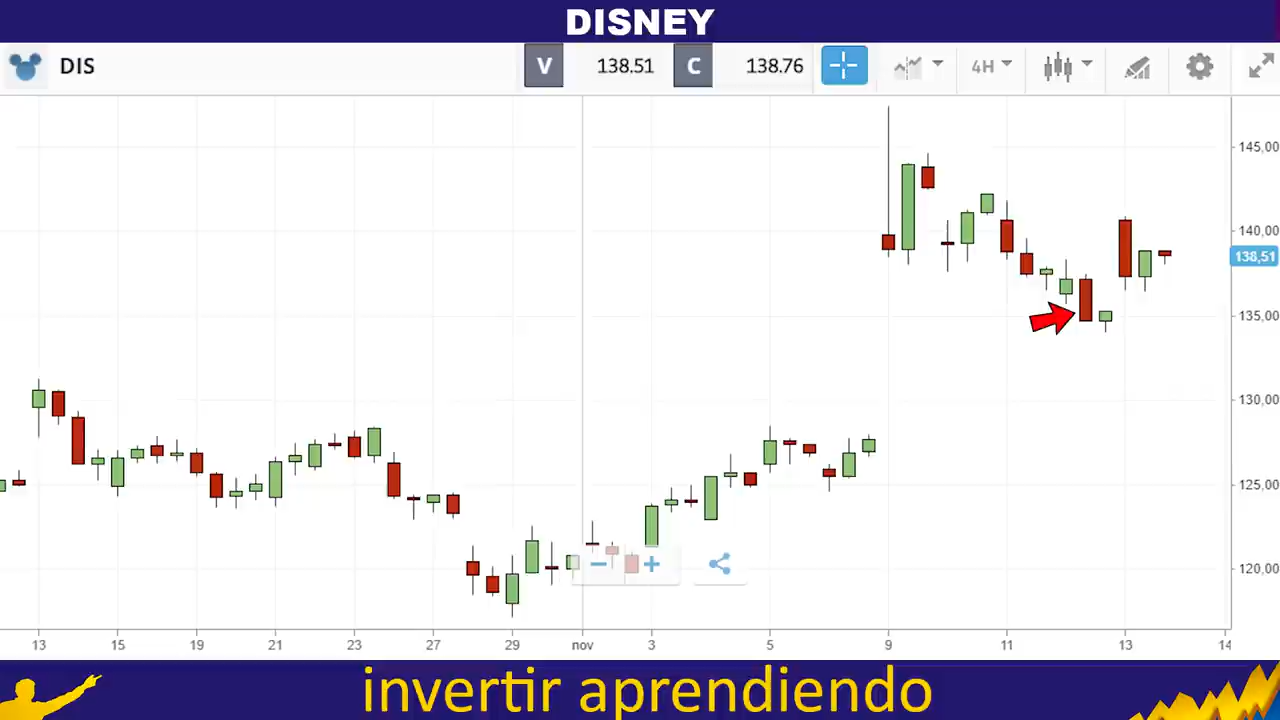 DISNEY
DIS V 138.51 C 138.76 4H
145,00
140,00
138,51
135,00
130,00
125,00
120,00
13 15 19 21 23 27 29 nov 3 5 9 11 13 14
invertir aprendiendo